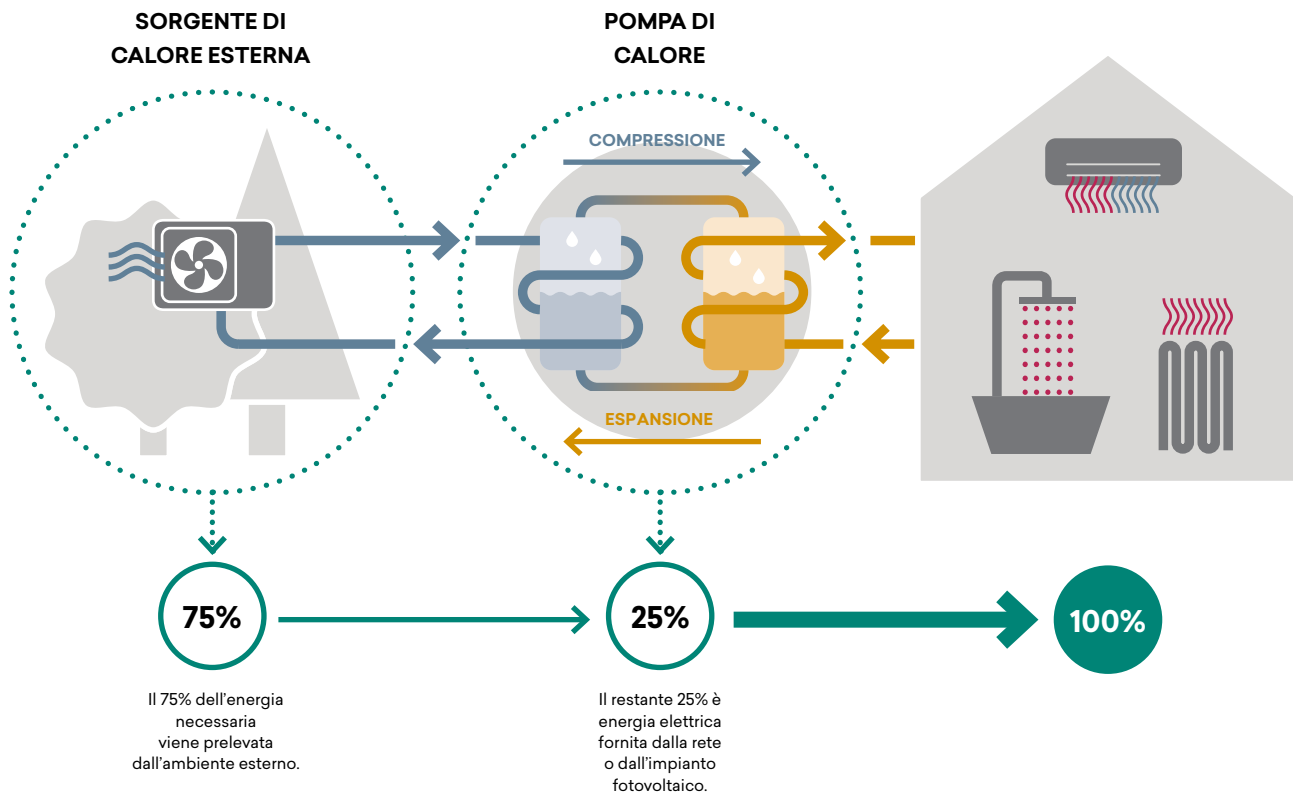 SORGENTE DI
CALORE ESTERNA
POMPA DI
CALORE
COMPRESSIONE
ESPANSIONE
75%
25%
100%
Il 75% dell'energia
necessaria
viene prelevata
dall'ambiente esterno.
Il restante 25% è
energia elettrica
fornita dalla rete
o dall'impianto
fotovoltaico.